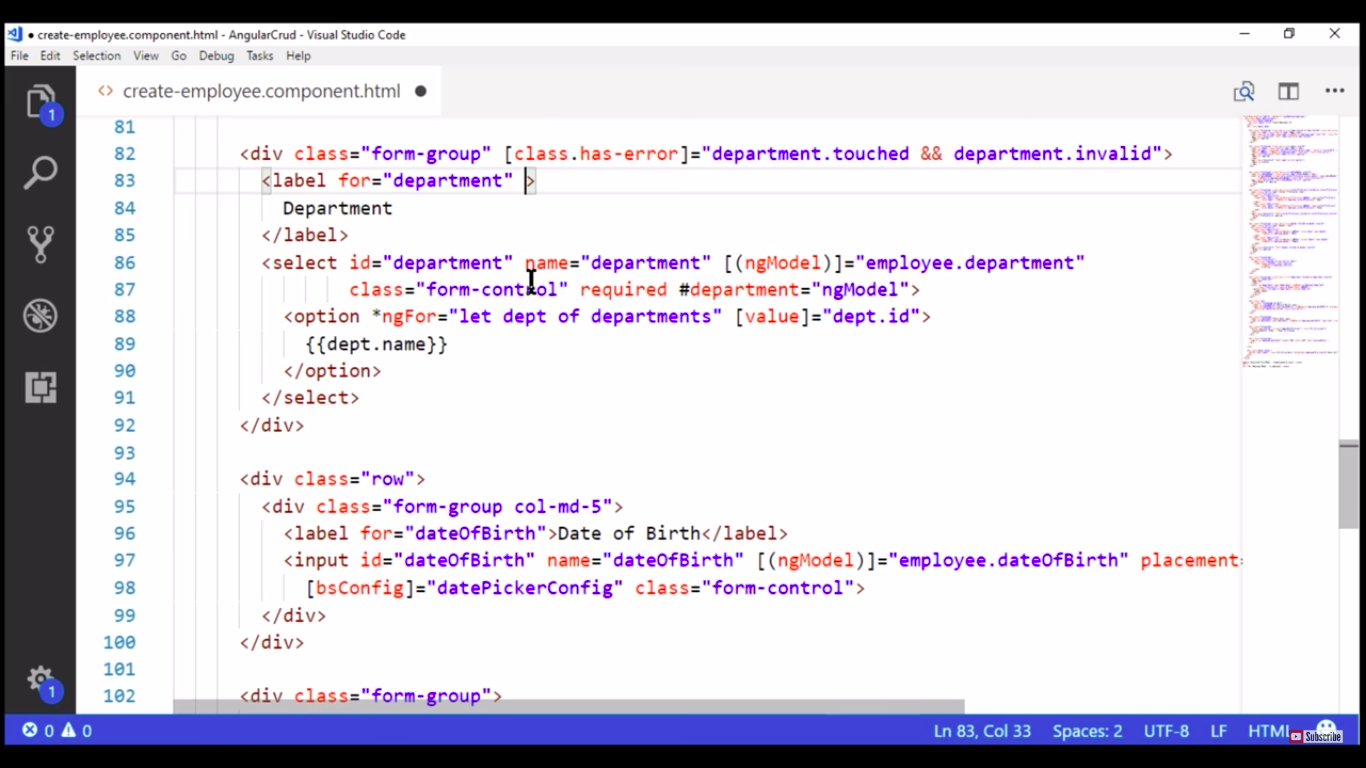 ● create-employee.component.html - AngularCrud - Visual Studio Code
File Edit Selection View Go Debug Tasks Help
<> create-employee.component.html ●
81
82 <div class="form-group" [class.has-error]="department.touched && department.invalid">
83 <label for="department" >
84 Department
85 </label>
86 <select id="department" name="department" [(ngModel)]="employee.department"
87 class="form-control" required #department="ngModel">
88 <option *ngFor="let dept of departments" [value]="dept.id">
89 {{dept.name}}
90 </option>
91 </select>
92 </div>
93
94 <div class="row">
95 <div class="form-group col-md-5">
96 <label for="dateOfBirth">Date of Birth</label>
97 <input id="dateOfBirth" name="dateOfBirth" [(ngModel)]="employee.dateOfBirth" placement=
98 [bsConfig]="datePickerConfig" class="form-control">
99 </div>
100 </div>
101
102 <div class="form-group">
1
1
0 0 Ln 83, Col 33 Spaces: 2 UTF-8 LF HTML
Subscribe